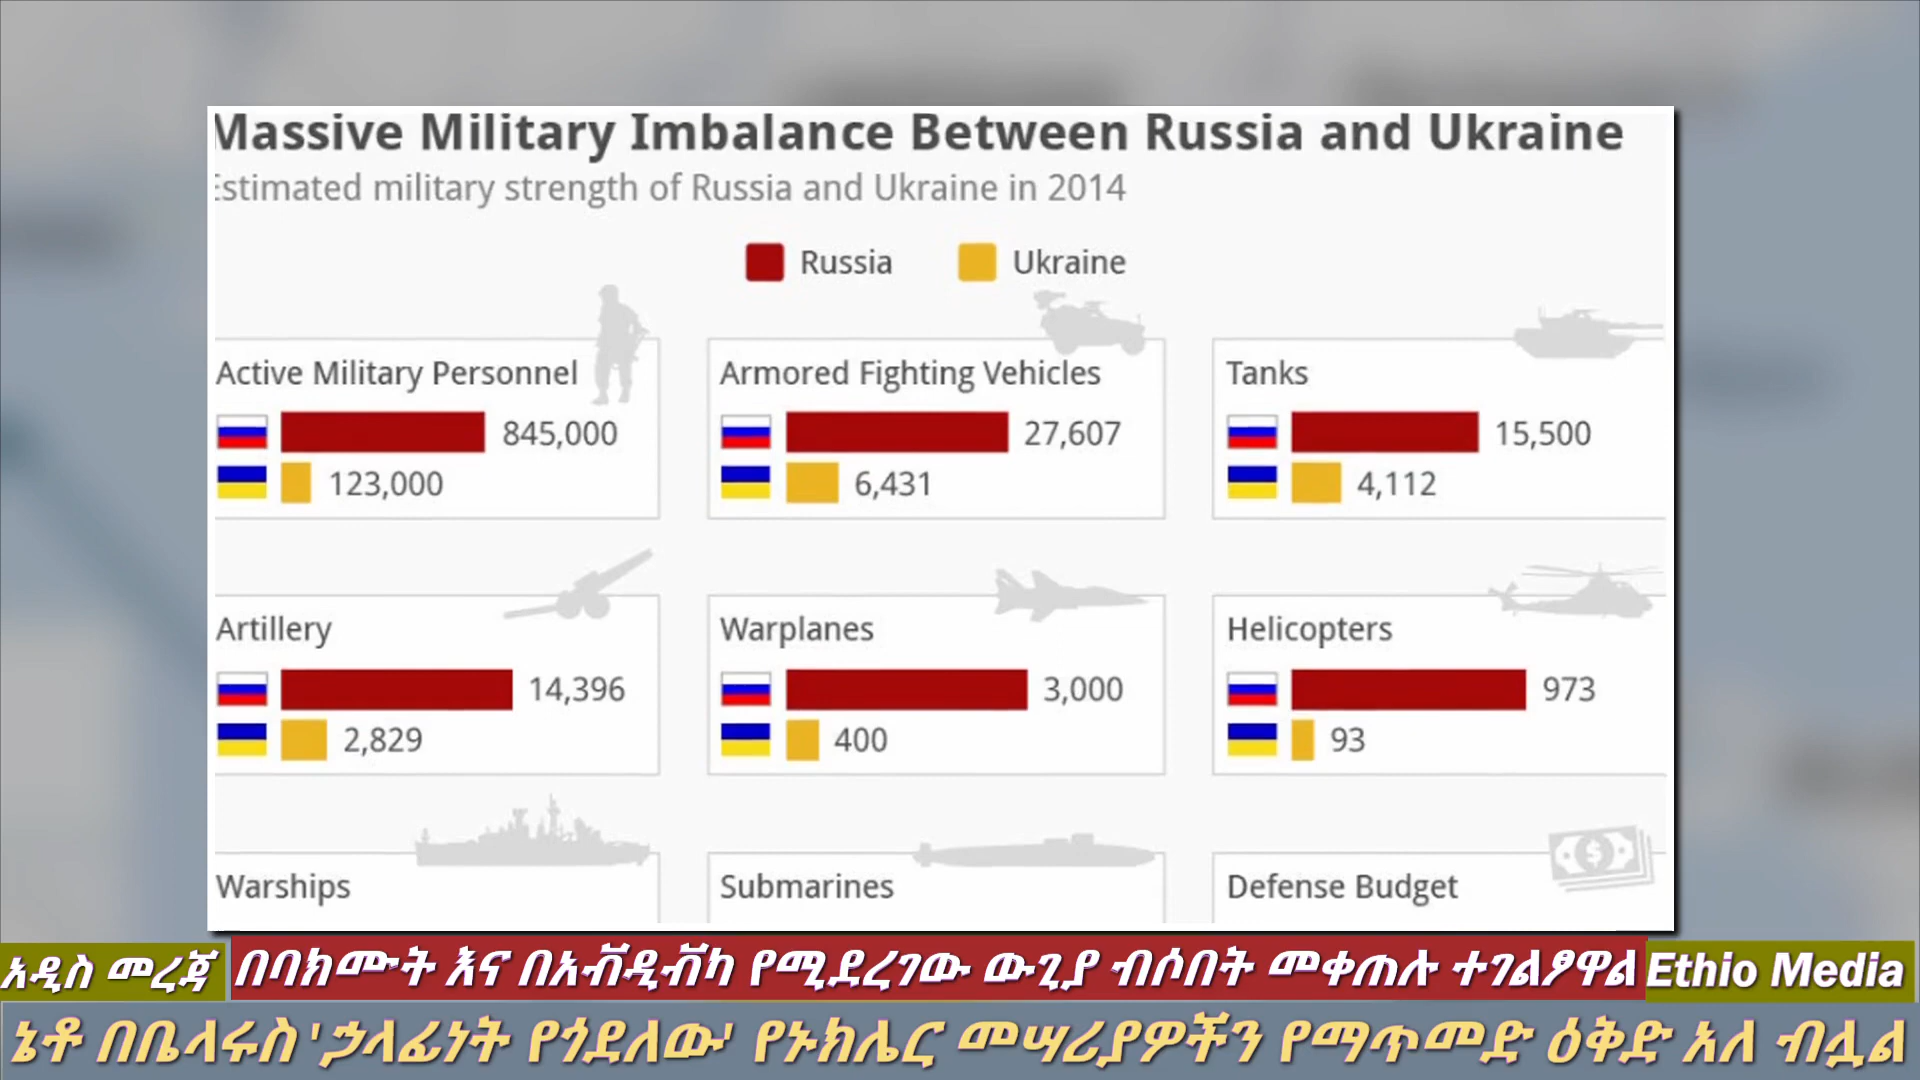 Massive Military Imbalance Between Russia and Ukraine
Estimated military strength of Russia and Ukraine in 2014
Russia Ukraine
Active Military Personnel
845,000
123,000
Armored Fighting Vehicles
27,607
6,431
Tanks
15,500
4,112
Artillery
14,396
2,829
Warplanes
3,000
400
Helicopters
973
93
Warships
Submarines
Defense Budget
አዲስ መረጃ
በባክሙት እና በአቭዲቭካ የሚደረገው ውጊያ ብሶበት መቀጠሉ ተገልፆዋል
Ethio Media
ኔቶ በቤላሩስ 'ኃላፊነት የጎደለው' የኑክሌር መሣሪያዎችን የማጥመድ ዕቅድ አለ ብሏል